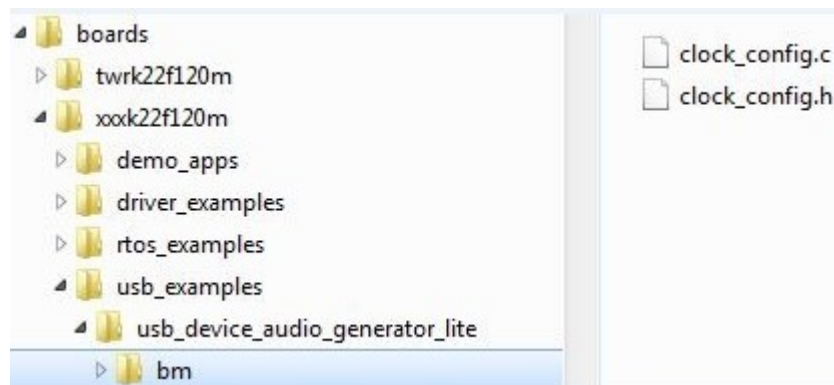 boards
twrk22f120m
xxxk22f120m
demo_apps
driver_examples
rtos_examples
usb_examples
usb_device_audio_generator_lite
bm
clock_config.c
clock_config.h